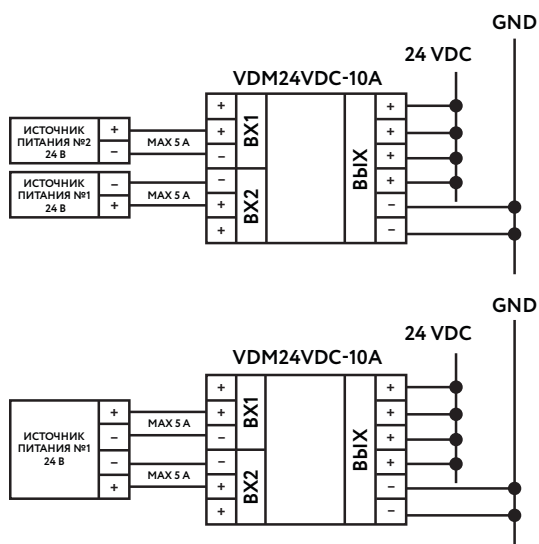 GND
24 VDC
VDM24VDC-10A
ИСТОЧНИК
ПИТАНИЯ №2
24 В
+
–
MAX 5 А
ИСТОЧНИК
ПИТАНИЯ №1
24 В
–
+
MAX 5 А
+
+
–
–
+
+
ВХ1
ВХ2
ВЫХ
+
+
+
+
–
–
GND
24 VDC
VDM24VDC-10A
ИСТОЧНИК
ПИТАНИЯ №1
24 В
+
–
–
+
MAX 5 А
MAX 5 А
+
+
–
–
+
+
ВХ1
ВХ2
ВЫХ
+
+
+
+
–
–